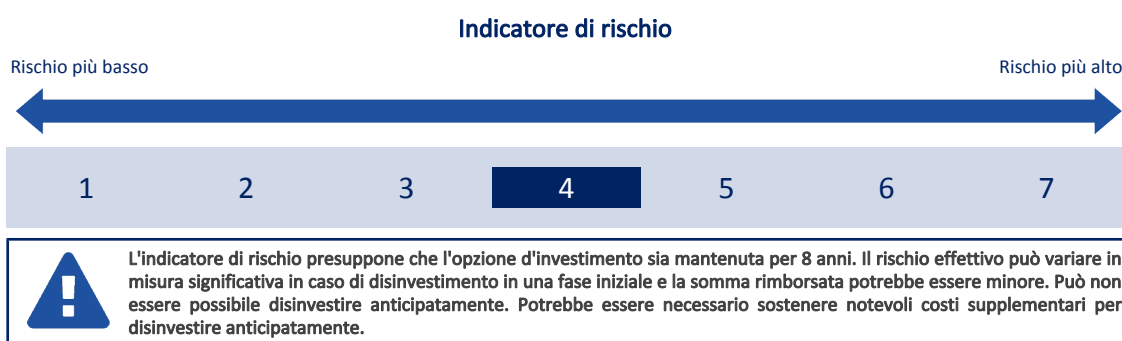 Indicatore di rischio
Rischio più basso
Rischio più alto
1 2 3 4 5 6 7
L'indicatore di rischio presuppone che l'opzione d'investimento sia mantenuta per 8 anni. Il rischio effettivo può variare in
misura significativa in caso di disinvestimento in una fase iniziale e la somma rimborsata potrebbe essere minore. Può non
essere possibile disinvestire anticipatamente. Potrebbe essere necessario sostenere notevoli costi supplementari per
disinvestire anticipatamente.